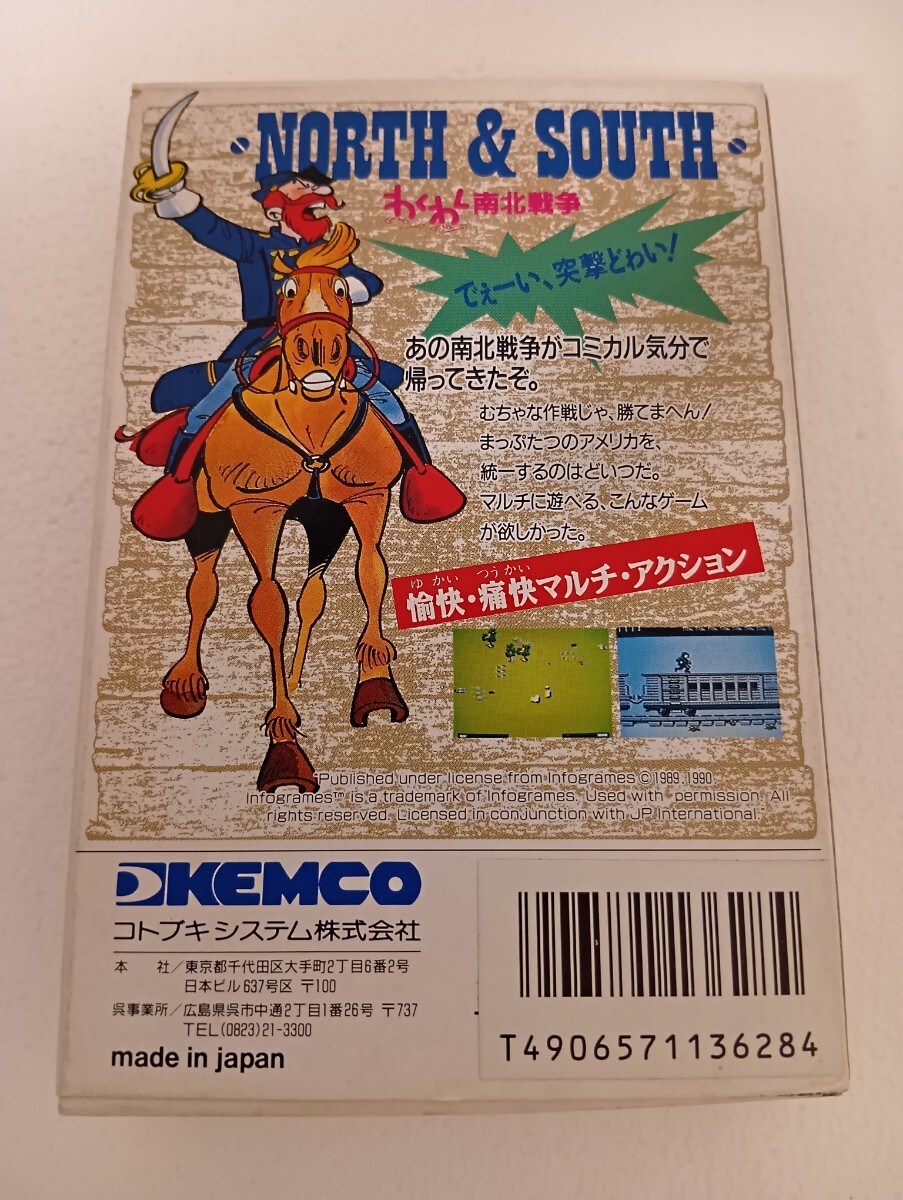 ・NORTH & SOUTH・
わくわく南北戦争
でぇーい、突撃どわい!
あの南北戦争がコミカル気分で
帰ってきたぞ。
むちゃな作戦じゃ、勝てまへん!
まっぷたつのアメリカを、
統一するのはどいつだ。
マルチに遊べる、こんなゲーム
が欲しかった。
ゆかい つうかい
愉快・痛快マルチ・アクション
Published under license from Infogrames © 1989, 1990.
Infogrames™ is a trademark of Infogrames. Used with permission. All
rights reserved. Licensed in conjunction with JP International.
KEMCO
コトブキシステム株式会社
本 社/東京都千代田区大手町2丁目6番2号
日本ビル637号区 〒100
呉事業所/広島県呉市中通2丁目1番26号 〒737
TEL(0823)21-3300
made in japan
T4906571136284